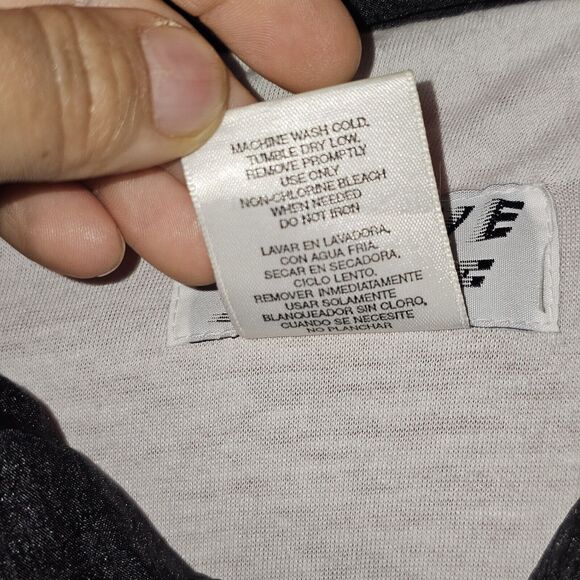 MACHINE WASH COLD.
TUMBLE DRY LOW.
REMOVE PROMPTLY
USE ONLY
NON-CHLORINE BLEACH
WHEN NEEDED
DO NOT IRON
LAVAR EN LAVADORA,
CON AGUA FRIA.
SECAR EN SECADORA,
CICLO LENTO.
REMOVER INMEDIATAMENTE
USAR SOLAMENTE
BLANQUEADOR SIN CLORO,
CUANDO SE NECESITE
NO PLANCHAR